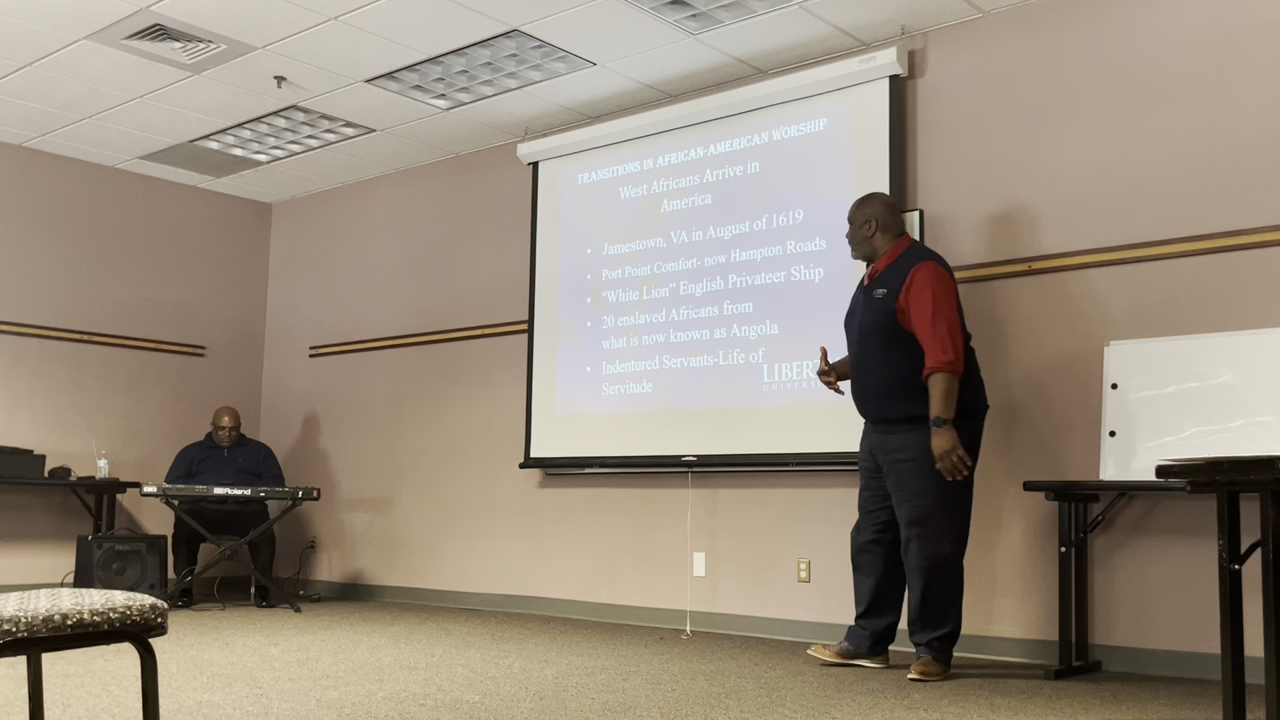 TRANSITIONS IN AFRICAN-AMERICAN WORSHIP
West Africans Arrive in
America
• Jamestown, VA in August of 1619
• Port Point Comfort- now Hampton Roads
• "White Lion" English Privateer Ship
• 20 enslaved Africans from
what is now known as Angola
• Indentured Servants-Life of
Servitude
LIBERT
UNIVERS
Roland